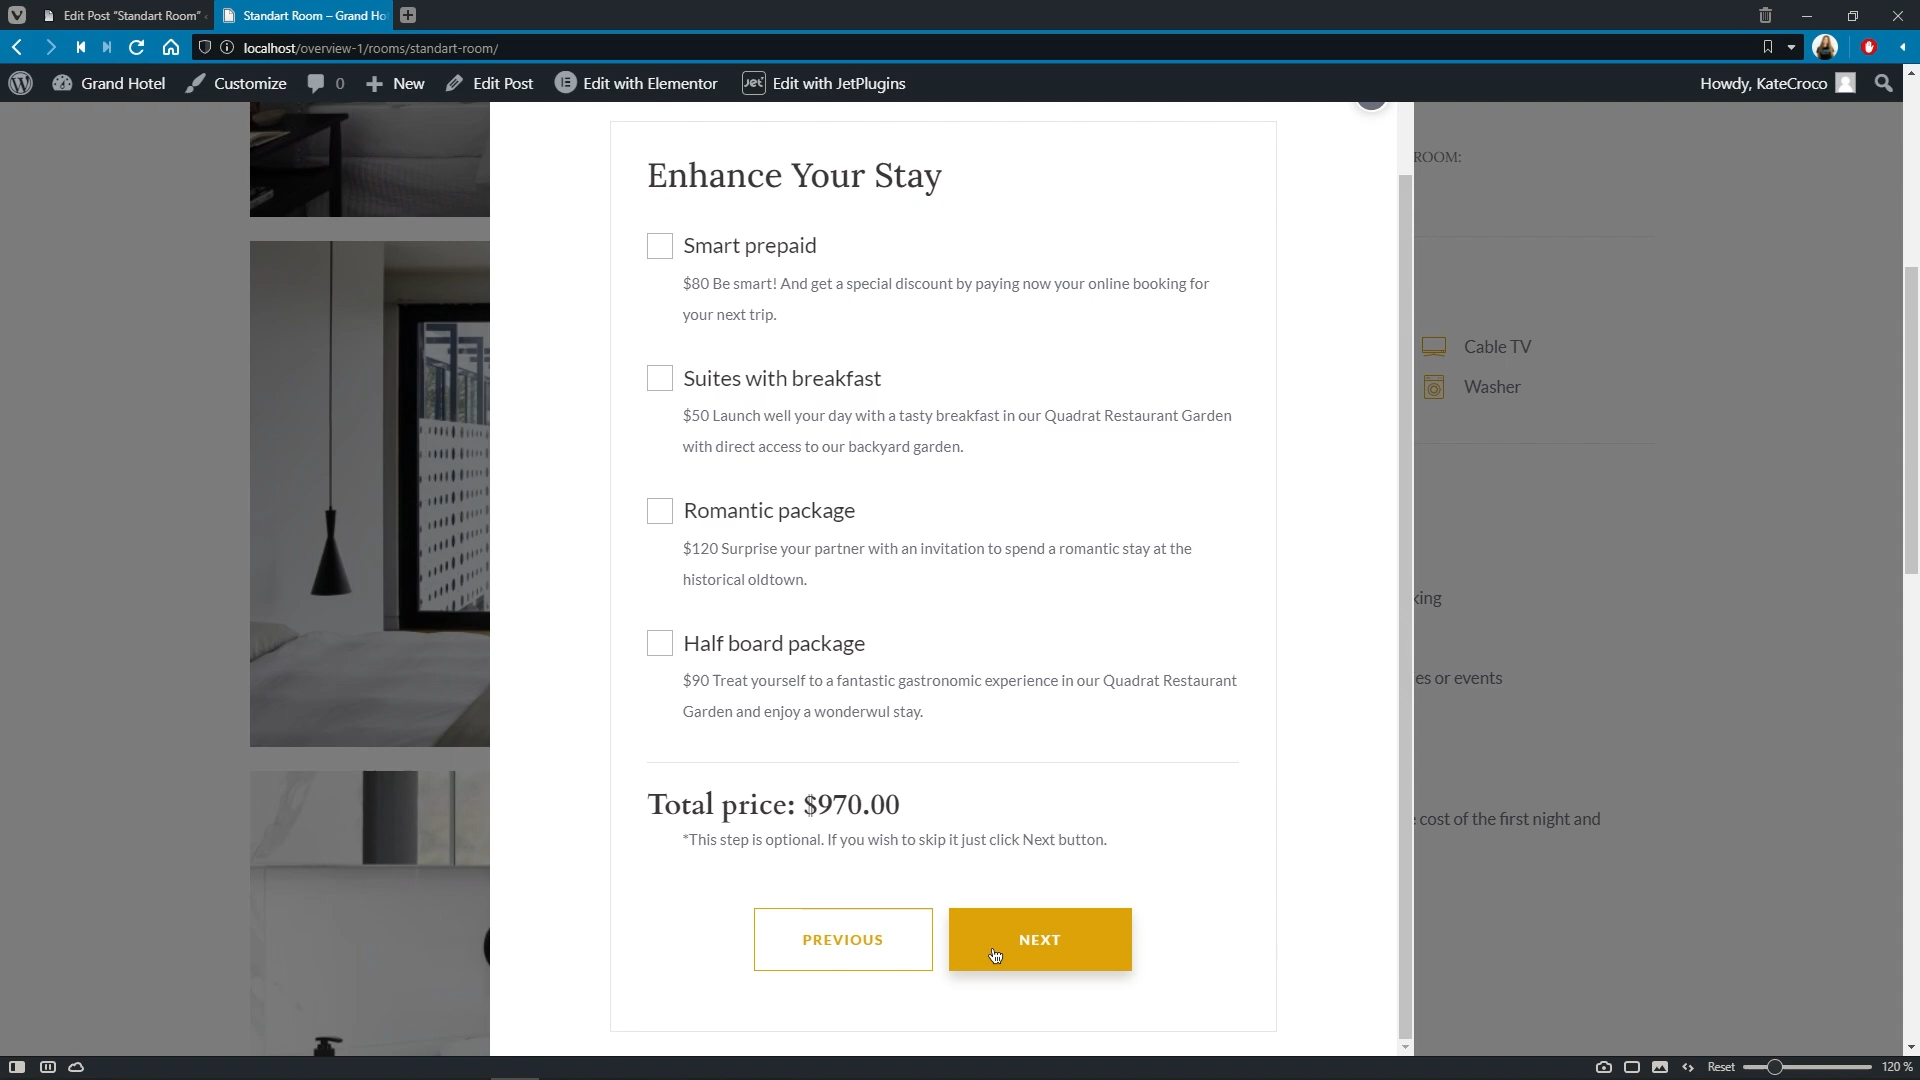 Edit Post “Standart Room”
Standart Room – Grand Ho
localhost/overview-1/rooms/standart-room/
Grand Hotel
Customize
0
New
Edit Post
Edit with Elementor
Jet
Edit with JetPlugins
Howdy, KateCroco
ROOM:
Enhance Your Stay
Smart prepaid
$80 Be smart! And get a special discount by paying now your online booking for
your next trip.
Cable TV
Suites with breakfast
Washer
$50 Launch well your day with a tasty breakfast in our Quadrat Restaurant Garden
with direct access to our backyard garden.
Romantic package
$120 Surprise your partner with an invitation to spend a romantic stay at the
historical oldtown.
king
Half board package
$90 Treat yourself to a fantastic gastronomic experience in our Quadrat Restaurant
es or events
Garden and enjoy a wonderwul stay.
Total price: $970.00
cost of the first night and
*This step is optional. If you wish to skip it just click Next button.
PREVIOUS
NEXT
Reset
120 %